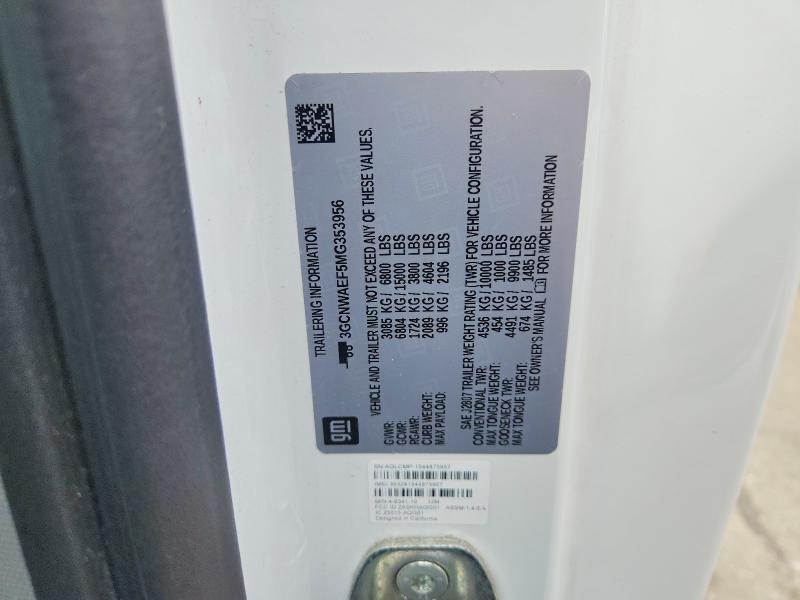 TRAILERING INFORMATION
3GCNWAEF5MG353956
VEHICLE AND TRAILER MUST NOT EXCEED ANY OF THESE VALUES.
GVWR: 3085 KG/ 6800 LBS
GCWR: 6804 KG/15000 LBS
RGAWR: 1724 KG/ 3800 LBS
CURB WEIGHT: 2089 KG/ 4604 LBS
MAX PAYLOAD: 996 KG/ 2196 LBS
SAE J2807 TRAILER WEIGHT RATING (TWR) FOR VEHICLE CONFIGURATION.
CONVENTIONAL TWR: 4536 KG/10000 LBS
MAX TONGUE WEIGHT: 454 KG/ 1000 LBS
GOOSENECK TWR: 4491 KG/ 9900 LBS
MAX TONGUE WEIGHT: 674 KG/ 1485 LBS
SEE OWNER'S MANUAL FOR MORE INFORMATION
gm
Designed in California